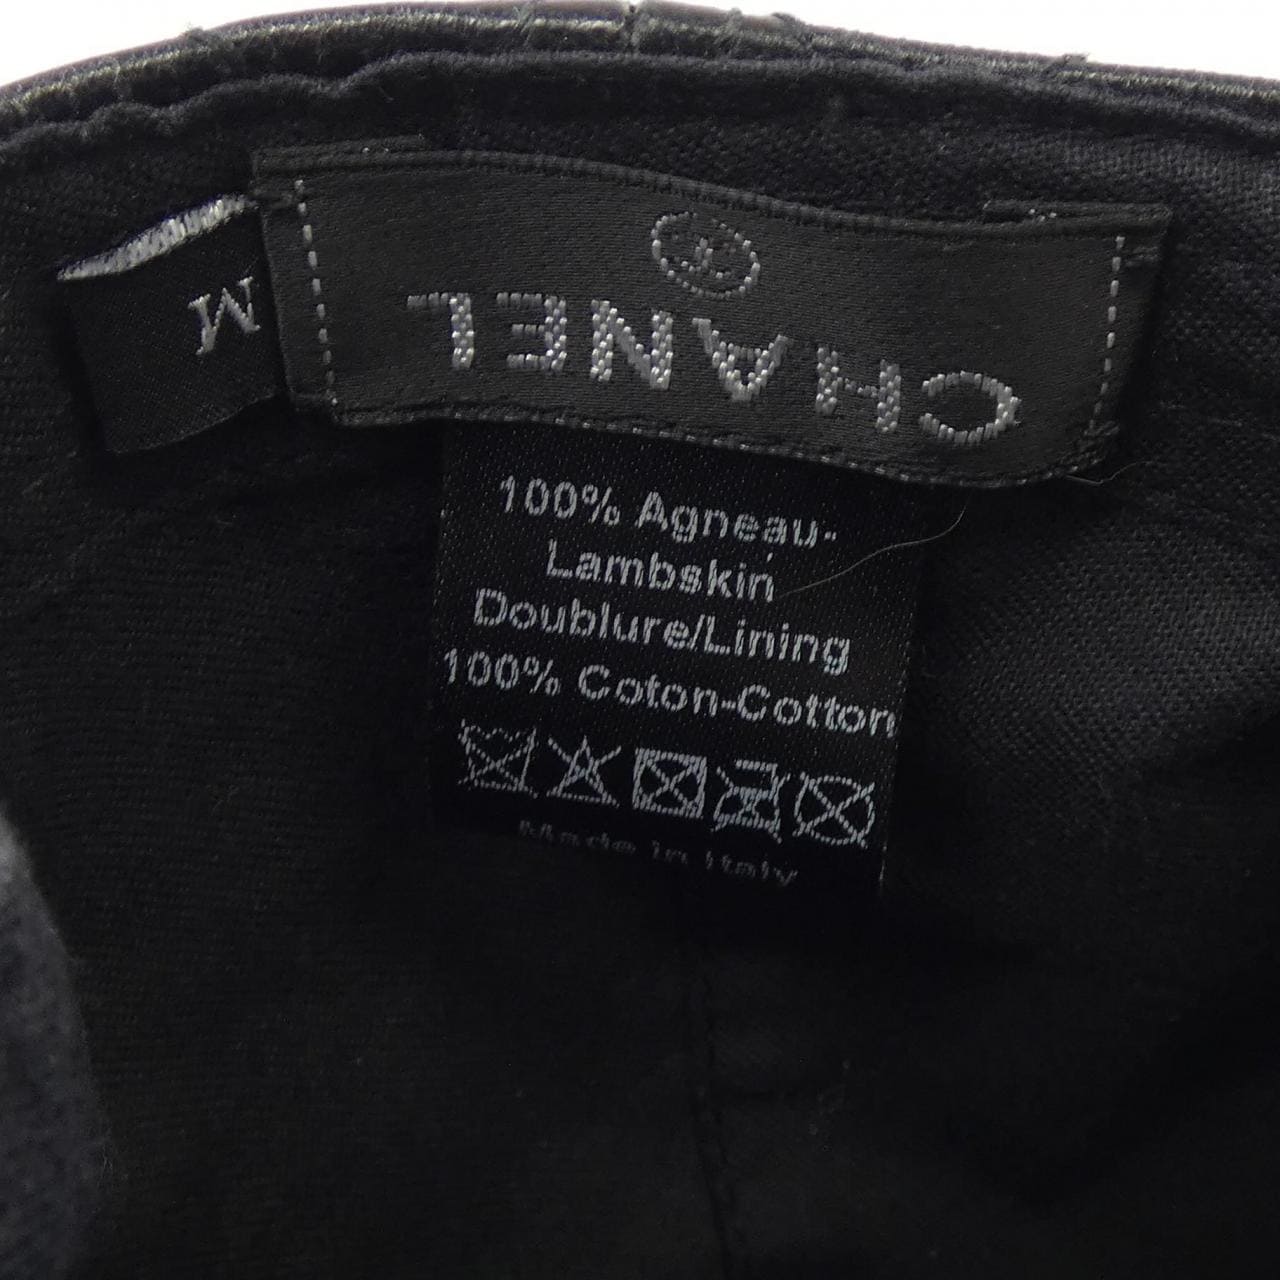 CHANEL
M
100% Agneau-
Lambskin
Doublure/Lining
100% Coton-Cotton
Made in Italy